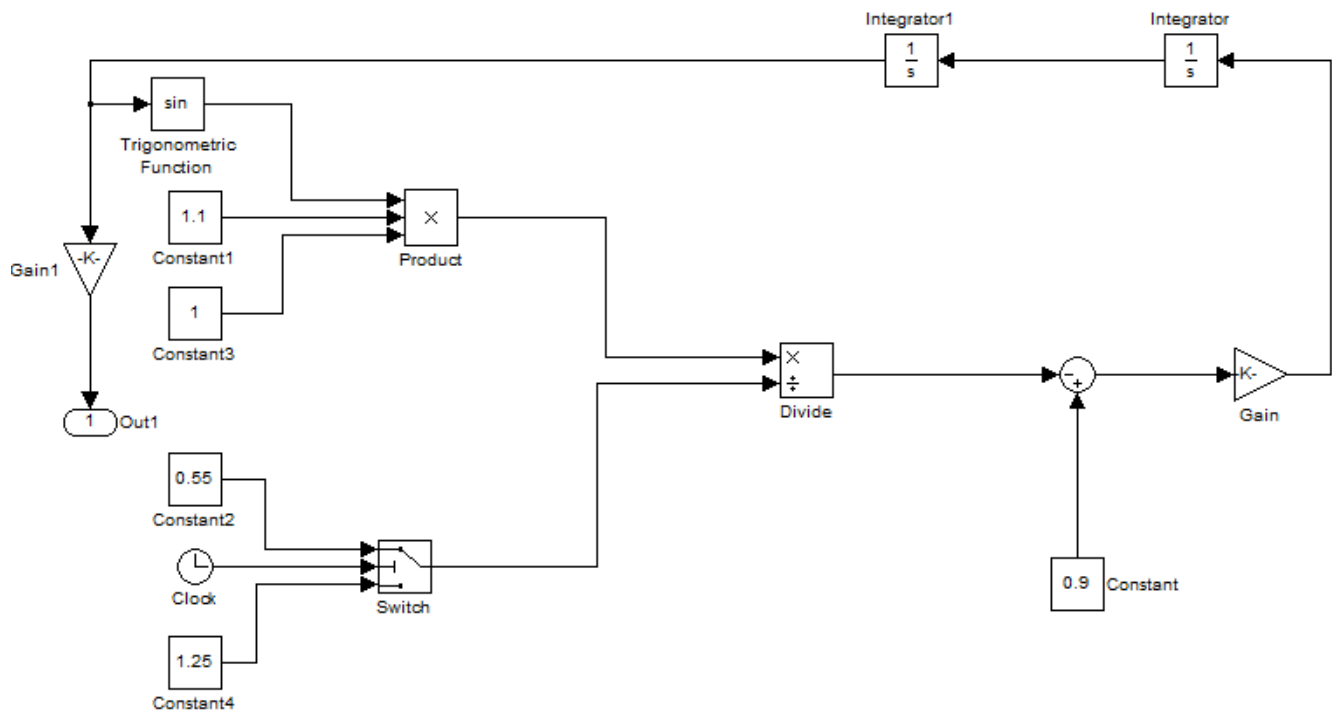 Integrator1
Integrator
1
s
1
s
sin
Trigonometric
Function
1.1
Constant1
×
Product
-K-
Gain1
1
Constant3
×
÷
Divide
-
+
K-
Gain
1
Out1
0.55
Constant2
Clock
Switch
0.9
Constant
1.25
Constant4